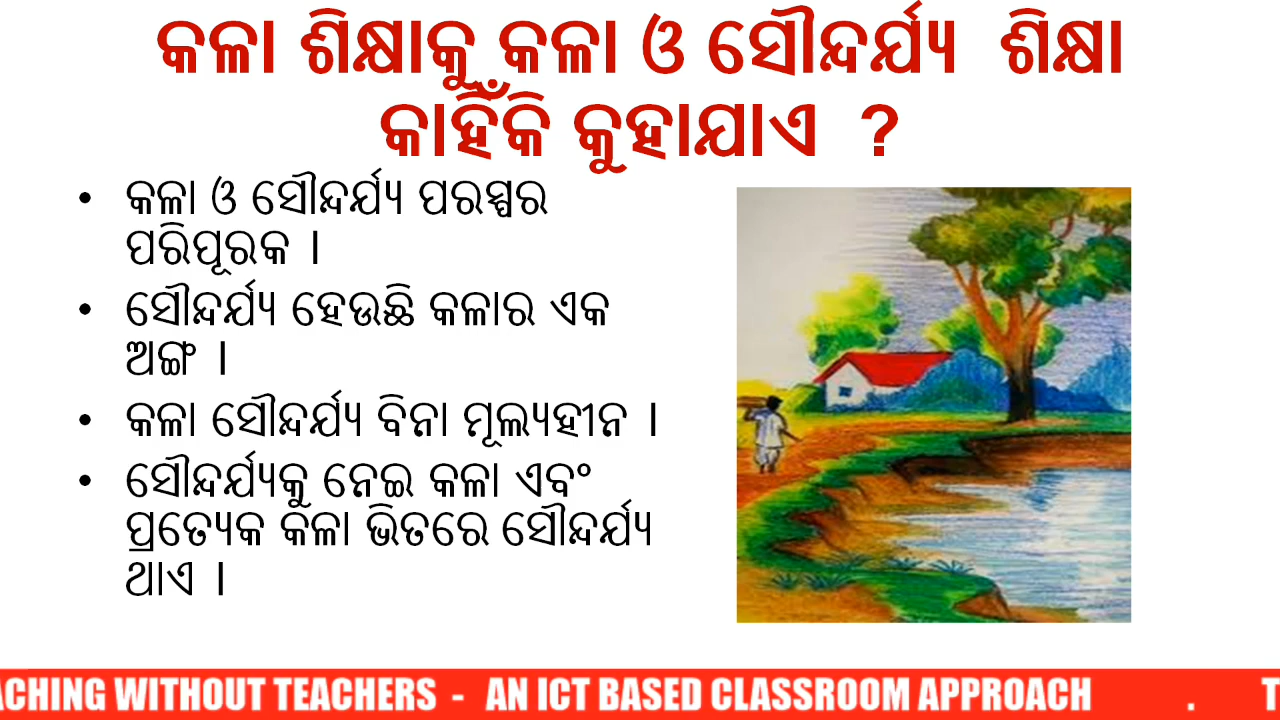 କଳା ଶିକ୍ଷାକୁ କଳା ଓ ସୌନ୍ଦର୍ଯ୍ୟ ଶିକ୍ଷା
କାହିଁକି କୁହାଯାଏ ?
• କଳା ଓ ସୌନ୍ଦର୍ଯ୍ୟ ପରସ୍ପର
ପରିପୂରକ ।
• ସୌନ୍ଦର୍ଯ୍ୟ ହେଉଛି କଳାର ଏକ
ଅଙ୍ଗ ।
• କଳା ସୌନ୍ଦର୍ଯ୍ୟ ବିନା ମୂଲ୍ୟହୀନ ।
• ସୌନ୍ଦର୍ଯ୍ୟକୁ ନେଇ କଳା ଏବଂ
ପ୍ରତ୍ୟେକ କଳା ଭିତରେ ସୌନ୍ଦର୍ଯ୍ୟ
ଥାଏ ।
ACHING WITHOUT TEACHERS - AN ICT BASED CLASSROOM APPROACH . T